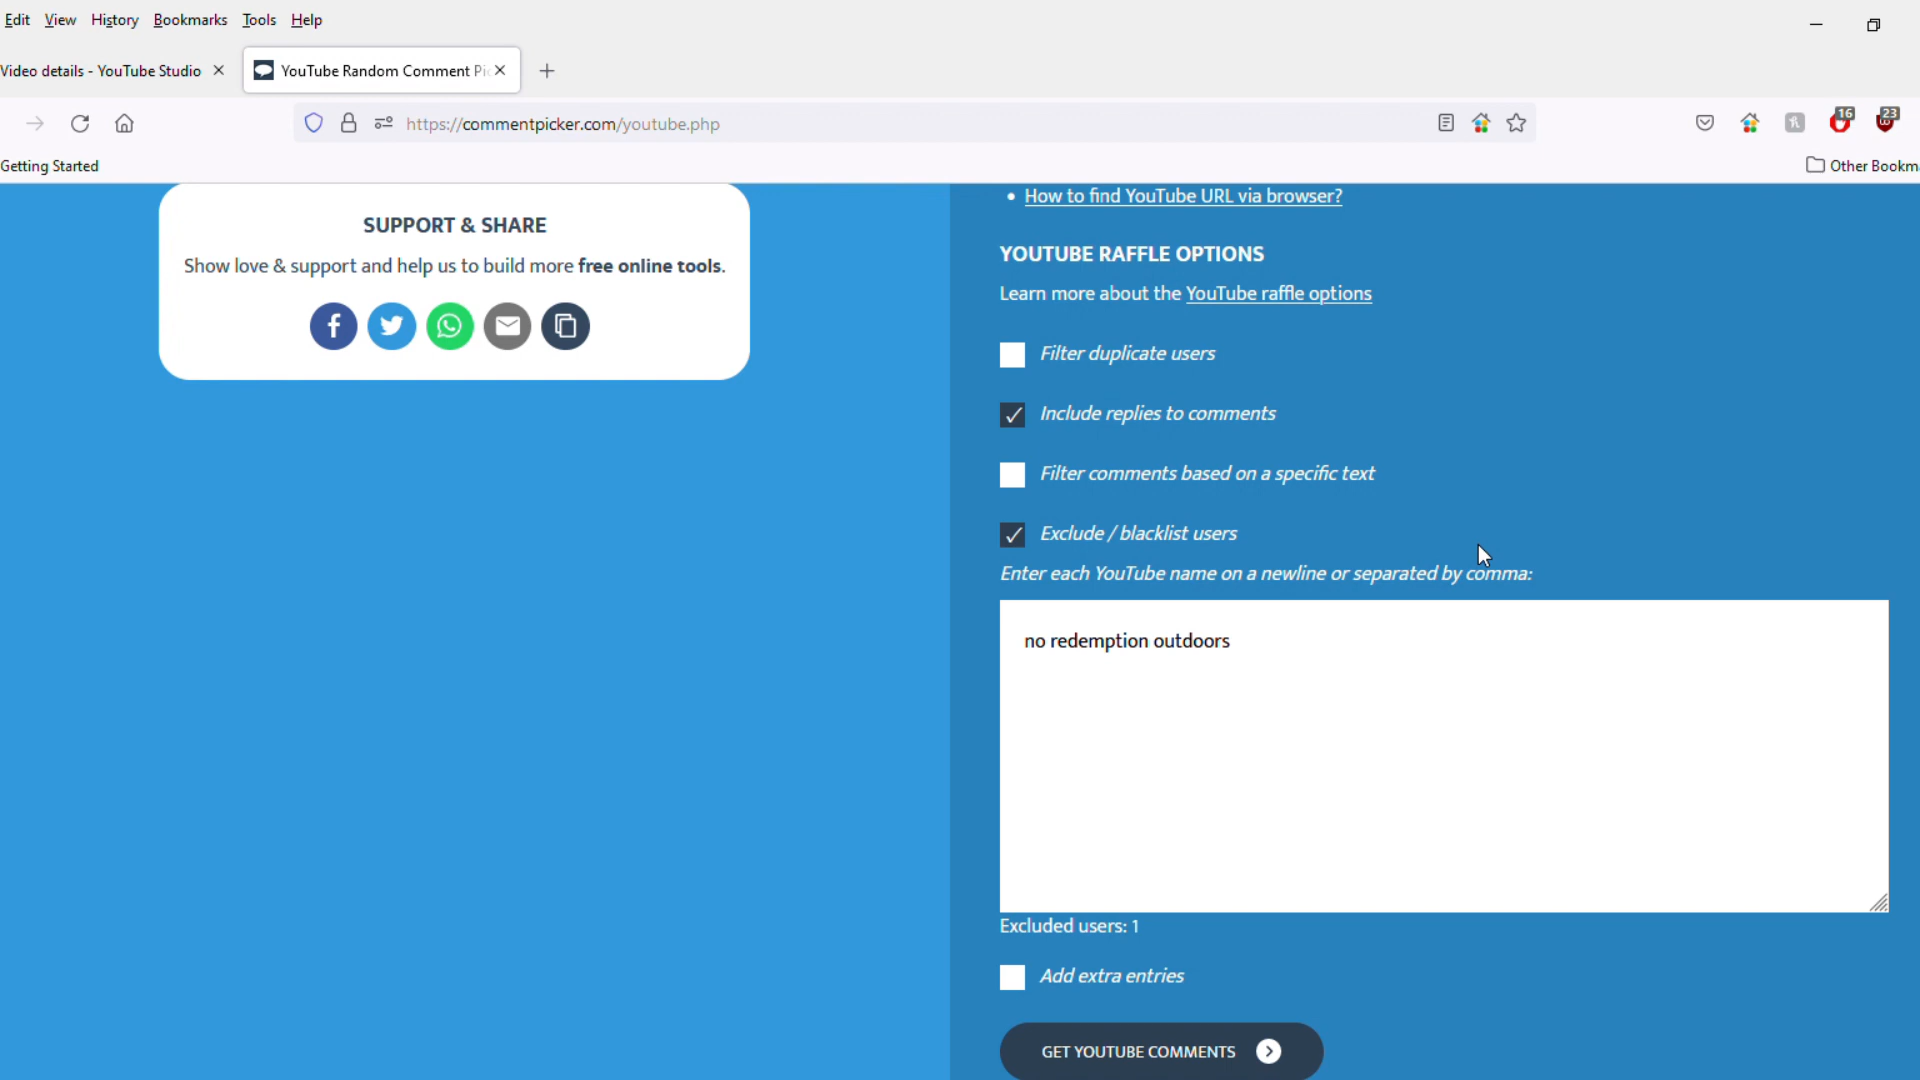 Edit View History Bookmarks Tools Help
Video details - YouTube Studio
YouTube Random Comment Pi
https://commentpicker.com/youtube.php
16
23
Getting Started
Other Bookm
SUPPORT & SHARE
Show love & support and help us to build more free online tools.
How to find YouTube URL via browser?
YOUTUBE RAFFLE OPTIONS
Learn more about the YouTube raffle options
Filter duplicate users
Include replies to comments
Filter comments based on a specific text
Exclude / blacklist users
Enter each YouTube name on a newline or separated by comma:
no redemption outdoors
Excluded users: 1
Add extra entries
GET YOUTUBE COMMENTS